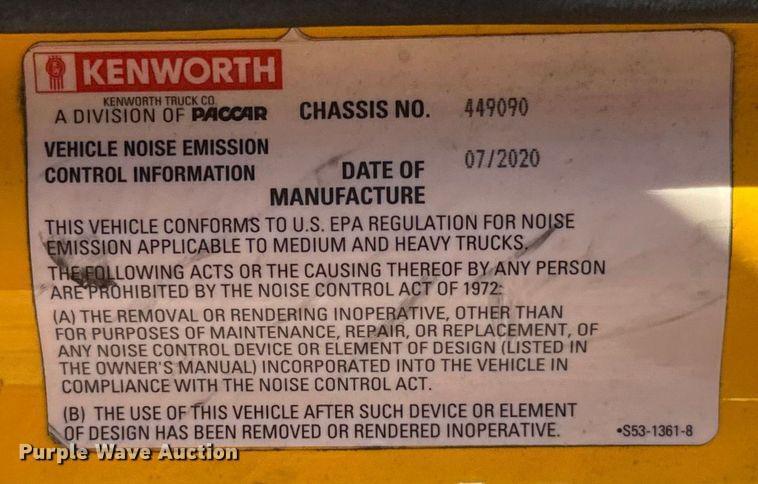 KENWORTH
KENWORTH TRUCK CO.
A DIVISION OF PACCAR
CHASSIS NO. 449090
VEHICLE NOISE EMISSION
CONTROL INFORMATION
DATE OF
MANUFACTURE
07/2020
THIS VEHICLE CONFORMS TO U.S. EPA REGULATION FOR NOISE
EMISSION APPLICABLE TO MEDIUM AND HEAVY TRUCKS.
THE FOLLOWING ACTS OR THE CAUSING THEREOF BY ANY PERSON
ARE PROHIBITED BY THE NOISE CONTROL ACT OF 1972:
(A) THE REMOVAL OR RENDERING INOPERATIVE, OTHER THAN
FOR PURPOSES OF MAINTENANCE, REPAIR, OR REPLACEMENT, OF
ANY NOISE CONTROL DEVICE OR ELEMENT OF DESIGN (LISTED IN
THE OWNER'S MANUAL) INCORPORATED INTO THE VEHICLE IN
COMPLIANCE WITH THE NOISE CONTROL ACT.
(B) THE USE OF THIS VEHICLE AFTER SUCH DEVICE OR ELEMENT
OF DESIGN HAS BEEN REMOVED OR RENDERED INOPERATIVE.
•S53-1361-8
Purple Wave Auction